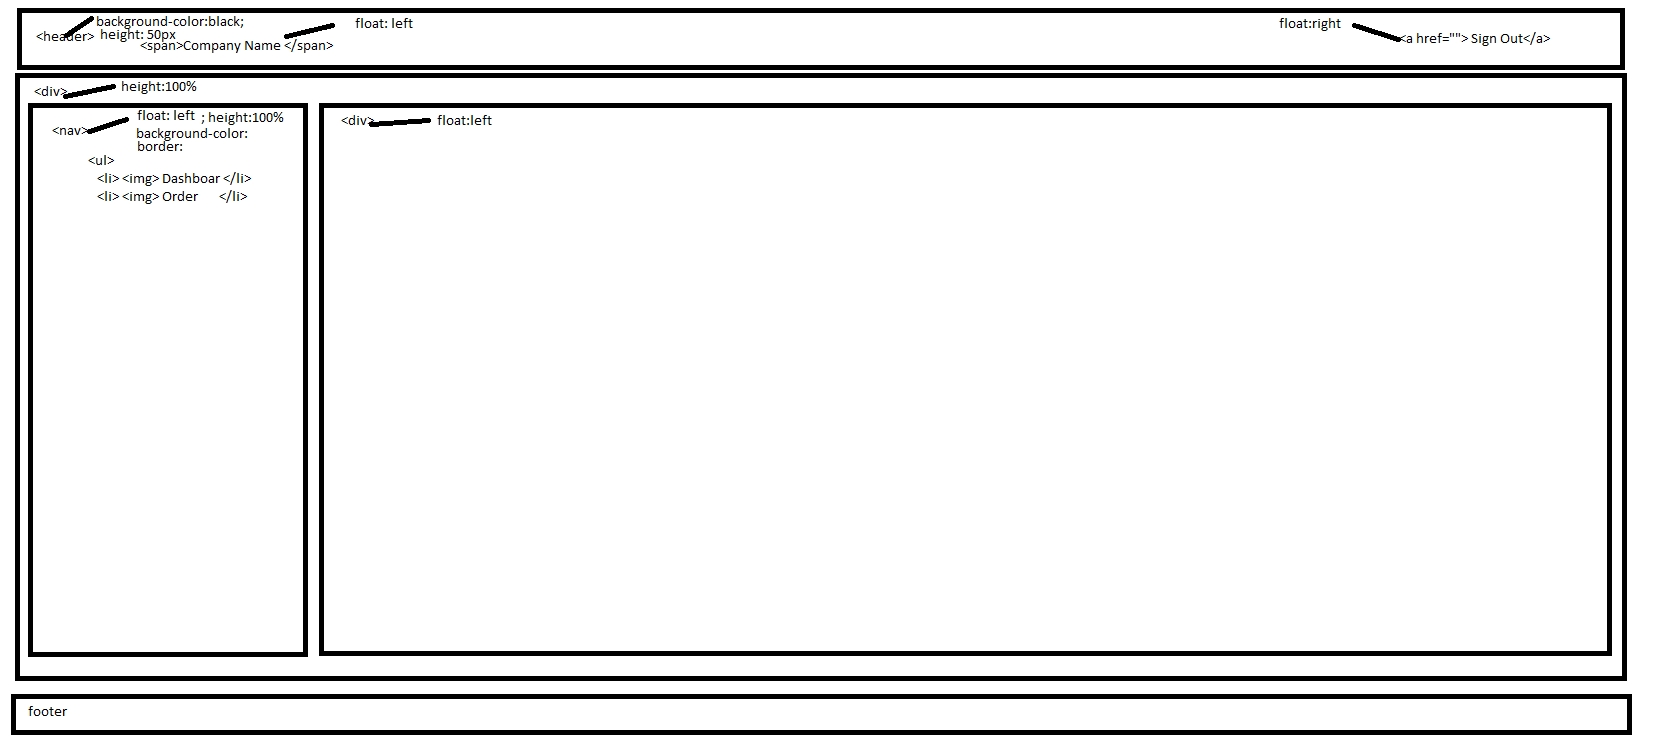 background-color:black;
float: left
float:right
<header> height: 50px
<span>Company Name </span>
<a href=""> Sign Out</a>
<div> height:100%
<nav> float: left ; height:100%
background-color:
border:
<div> float:left
<ul>
<li> <img> Dashboar </li>
<li> <img> Order </li>
footer